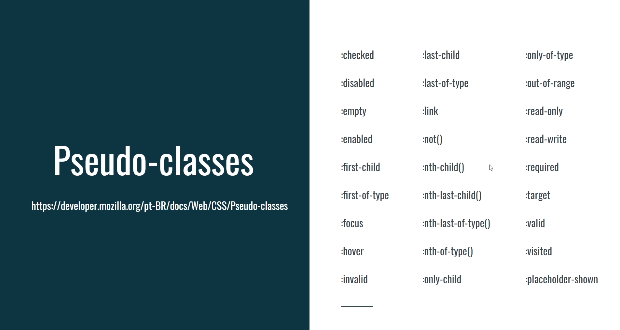 Pseudo-classes
https://developer.mozilla.org/pt-BR/docs/Web/CSS/Pseudo-classes
:checked
:disabled
:empty
:enabled
:first-child
:first-of-type
:focus
:hover
:invalid
:last-child
:last-of-type
:link
:not()
:nth-child()
:nth-last-child()
:nth-last-of-type()
:nth-of-type()
:only-child
:only-of-type
:out-of-range
:read-only
:read-write
:required
:target
:valid
:visited
:placeholder-shown